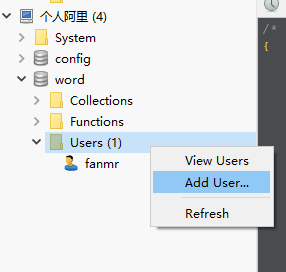 个人阿里 (4)
System
config
word
Collections
Functions
Users (1)
fanmr
View Users
Add User...
Refresh
/*
{